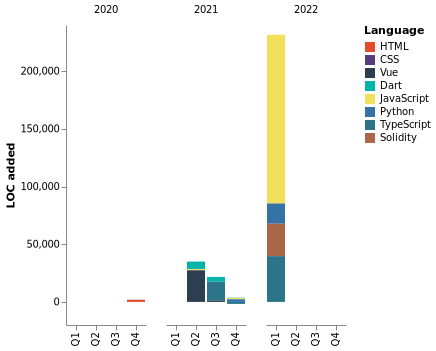 2020 2021 2022
Language
HTML
CSS
Vue
Dart
JavaScript
Python
TypeScript
Solidity
LOC added
200,000
150,000
100,000
50,000
0
Q1 Q2 Q3 Q4 Q1 Q2 Q3 Q4 Q1 Q2 Q3 Q4